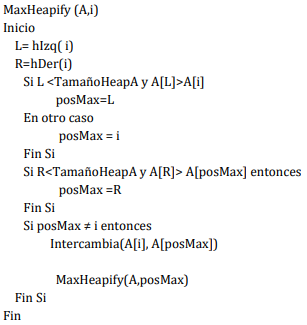 MaxHeapify (A,i)
Inicio
L= hIzq( i)
R=hDer(i)
Si L <TamañoHeapA y A[L]>A[i]
posMax=L
En otro caso
posMax = i
Fin Si
Si R<TamañoHeapA y A[R]> A[posMax] entonces
posMax =R
Fin Si
Si posMax ≠ i entonces
Intercambia(A[i], A[posMax])
MaxHeapify(A,posMax)
Fin Si
Fin